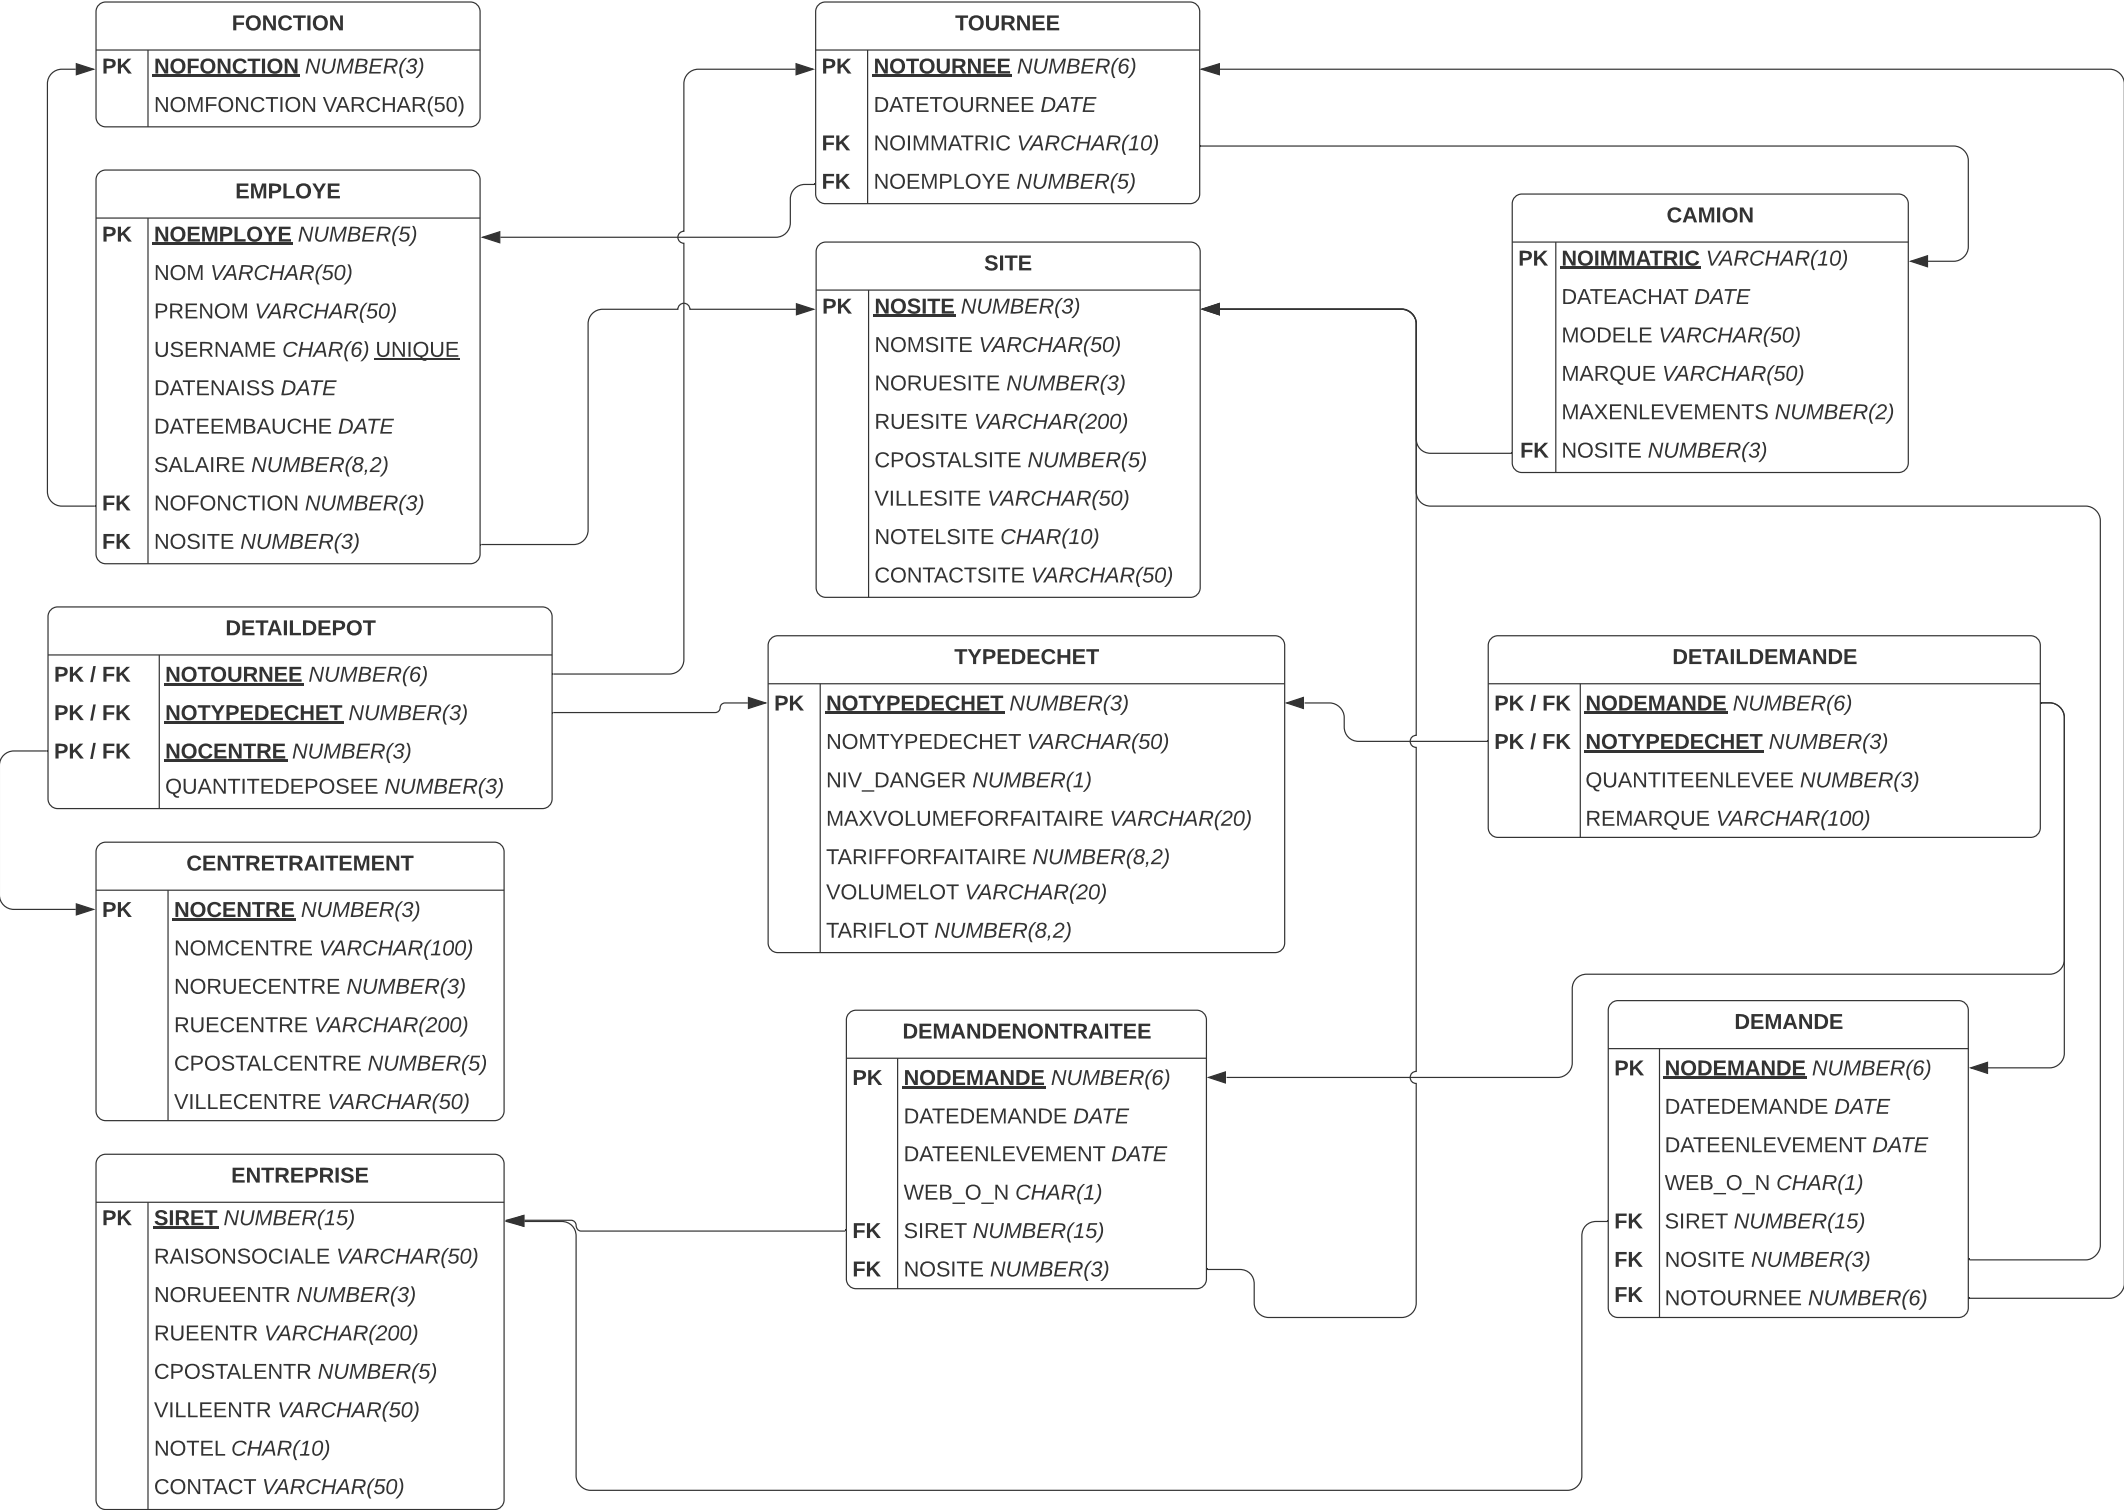 FONCTION
PK NOFONCTION NUMBER(3)
NOMFONCTION VARCHAR(50)
EMPLOYE
PK NOEMPLOYE NUMBER(5)
NOM VARCHAR(50)
PRENOM VARCHAR(50)
USERNAME CHAR(6) UNIQUE
DATENAISS DATE
DATEEMBAUCHE DATE
SALAIRE NUMBER(8,2)
FK NOFONCTION NUMBER(3)
FK NOSITE NUMBER(3)
TOURNEE
PK NOTOURNEE NUMBER(6)
DATETOURNEE DATE
FK NOIMMATRIC VARCHAR(10)
FK NOEMPLOYE NUMBER(5)
SITE
PK NOSITE NUMBER(3)
NOMSITE VARCHAR(50)
NORUESITE NUMBER(3)
RUESITE VARCHAR(200)
CPOSTALSITE NUMBER(5)
VILLESITE VARCHAR(50)
NOTELSITE CHAR(10)
CONTACTSITE VARCHAR(50)
CAMION
PK NOIMMATRIC VARCHAR(10)
DATEACHAT DATE
MODELE VARCHAR(50)
MARQUE VARCHAR(50)
MAXENLEVEMENTS NUMBER(2)
FK NOSITE NUMBER(3)
DETAILDEPOT
PK / FK NOTOURNEE NUMBER(6)
PK / FK NOTYPEDECHET NUMBER(3)
PK / FK NOCENTRE NUMBER(3)
QUANTITEDEPOSEE NUMBER(3)
TYPEDECHET
PK NOTYPEDECHET NUMBER(3)
NOMTYPEDECHET VARCHAR(50)
NIV_DANGER NUMBER(1)
MAXVOLUMEFORFAITAIRE VARCHAR(20)
TARIFFORFAITAIRE NUMBER(8,2)
VOLUMELOT VARCHAR(20)
TARIFLOT NUMBER(8,2)
DETAILDEMANDE
PK / FK NODEMANDE NUMBER(6)
PK / FK NOTYPEDECHET NUMBER(3)
QUANTITEENLEVEE NUMBER(3)
REMARQUE VARCHAR(100)
CENTRETRAITEMENT
PK NOCENTRE NUMBER(3)
NOMCENTRE VARCHAR(100)
NORUECENTRE NUMBER(3)
RUECENTRE VARCHAR(200)
CPOSTALCENTRE NUMBER(5)
VILLECENTRE VARCHAR(50)
DEMANDENONTRAITEE
PK NODEMANDE NUMBER(6)
DATEDEMANDE DATE
DATEENLEVEMENT DATE
WEB_O_N CHAR(1)
FK SIRET NUMBER(15)
FK NOSITE NUMBER(3)
DEMANDE
PK NODEMANDE NUMBER(6)
DATEDEMANDE DATE
DATEENLEVEMENT DATE
WEB_O_N CHAR(1)
FK SIRET NUMBER(15)
FK NOSITE NUMBER(3)
FK NOTOURNEE NUMBER(6)
ENTREPRISE
PK SIRET NUMBER(15)
RAISONSOCIALE VARCHAR(50)
NORUEENTR NUMBER(3)
RUEENTR VARCHAR(200)
CPOSTALENTR NUMBER(5)
VILLEENTR VARCHAR(50)
NOTEL CHAR(10)
CONTACT VARCHAR(50)